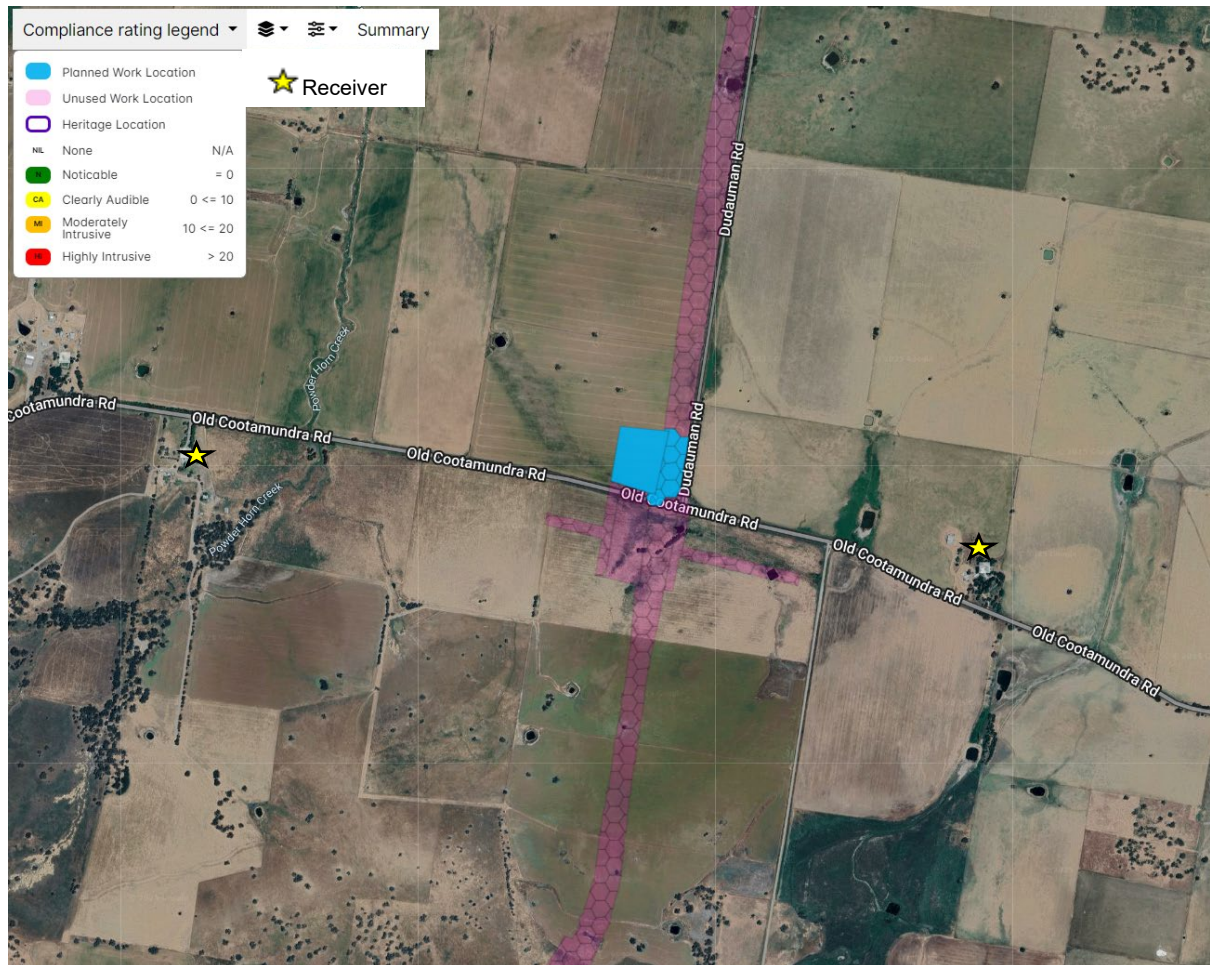 Compliance rating legend
Summary
Planned Work Location
Unused Work Location
Heritage Location
NIL None N/A
N Noticable = 0
CA Clearly Audible 0 <= 10
MI Moderately
Intrusive 10 <= 20
HI Highly Intrusive > 20
Receiver
Dudauman Rd
Powder Horn Creek
Cootamundra Rd
Old Cootamundra Rd
Old Cootamundra Rd
Dudauman Rd
Old Cootamundra Rd
Powder Horn Creek
Old Cootamundra Rd
Old Cootamundra Rd